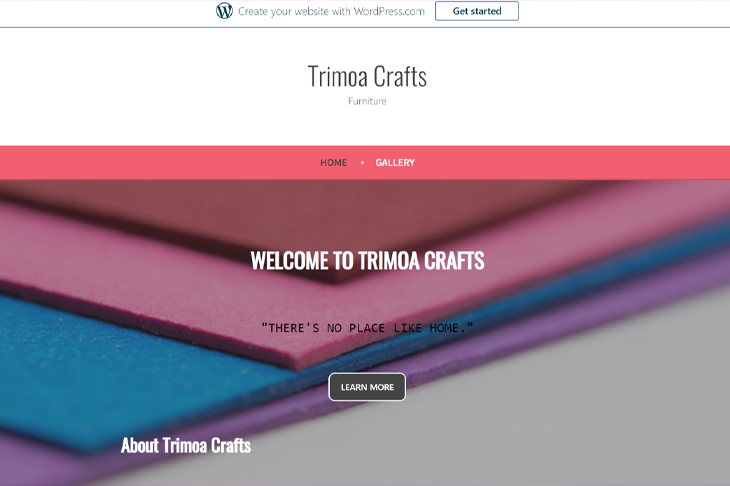 Create your website with WordPress.com
Get started
Trimoa Crafts
Furniture
HOME • GALLERY
WELCOME TO TRIMOA CRAFTS
"THERE'S NO PLACE LIKE HOME."
LEARN MORE
About Trimoa Crafts